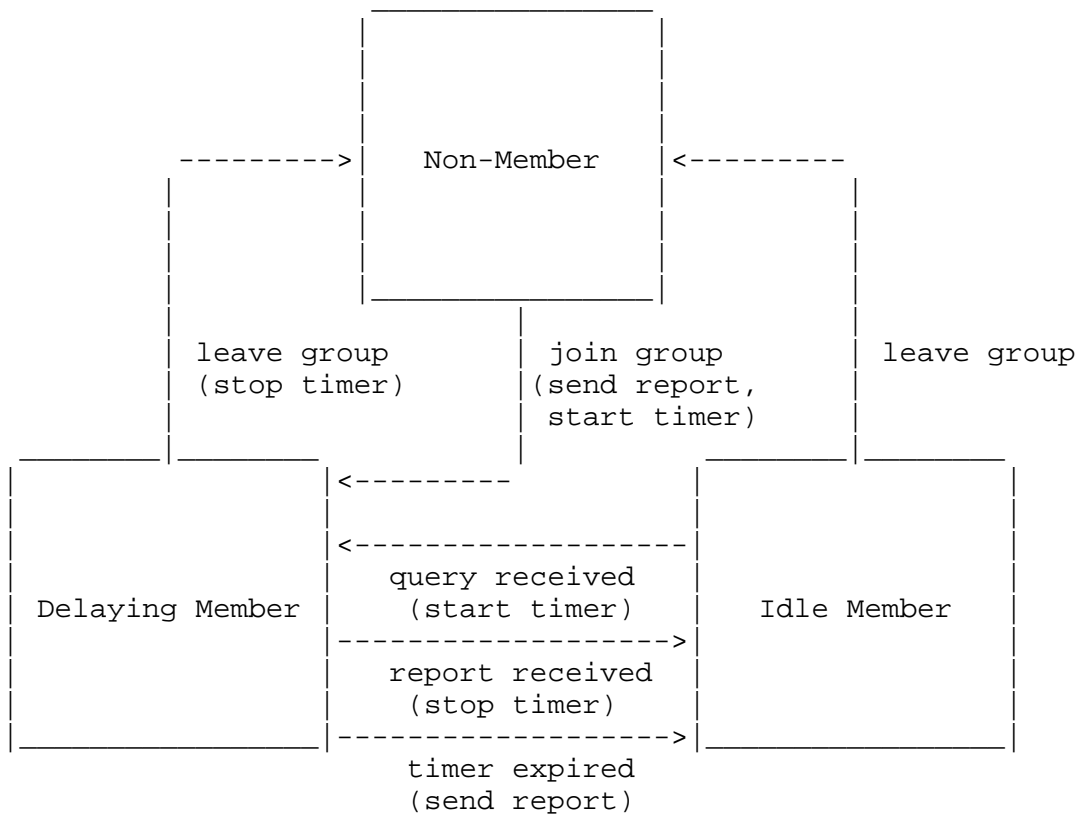 Non-Member
leave group
(stop timer)
join group
(send report,
start timer)
leave group
query received
(start timer)
Delaying Member
Idle Member
report received
(stop timer)
timer expired
(send report)